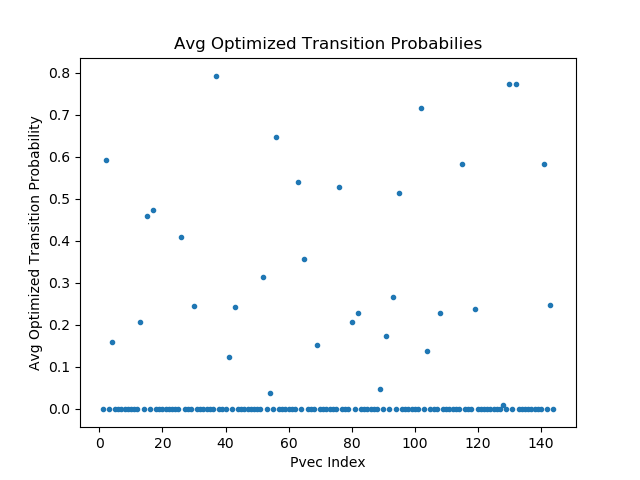 Avg Optimized Transition Probabilies
Avg Optimized Transition Probability
0.8
0.7
0.6
0.5
0.4
0.3
0.2
0.1
0.0
0 20 40 60 80 100 120 140
Pvec Index